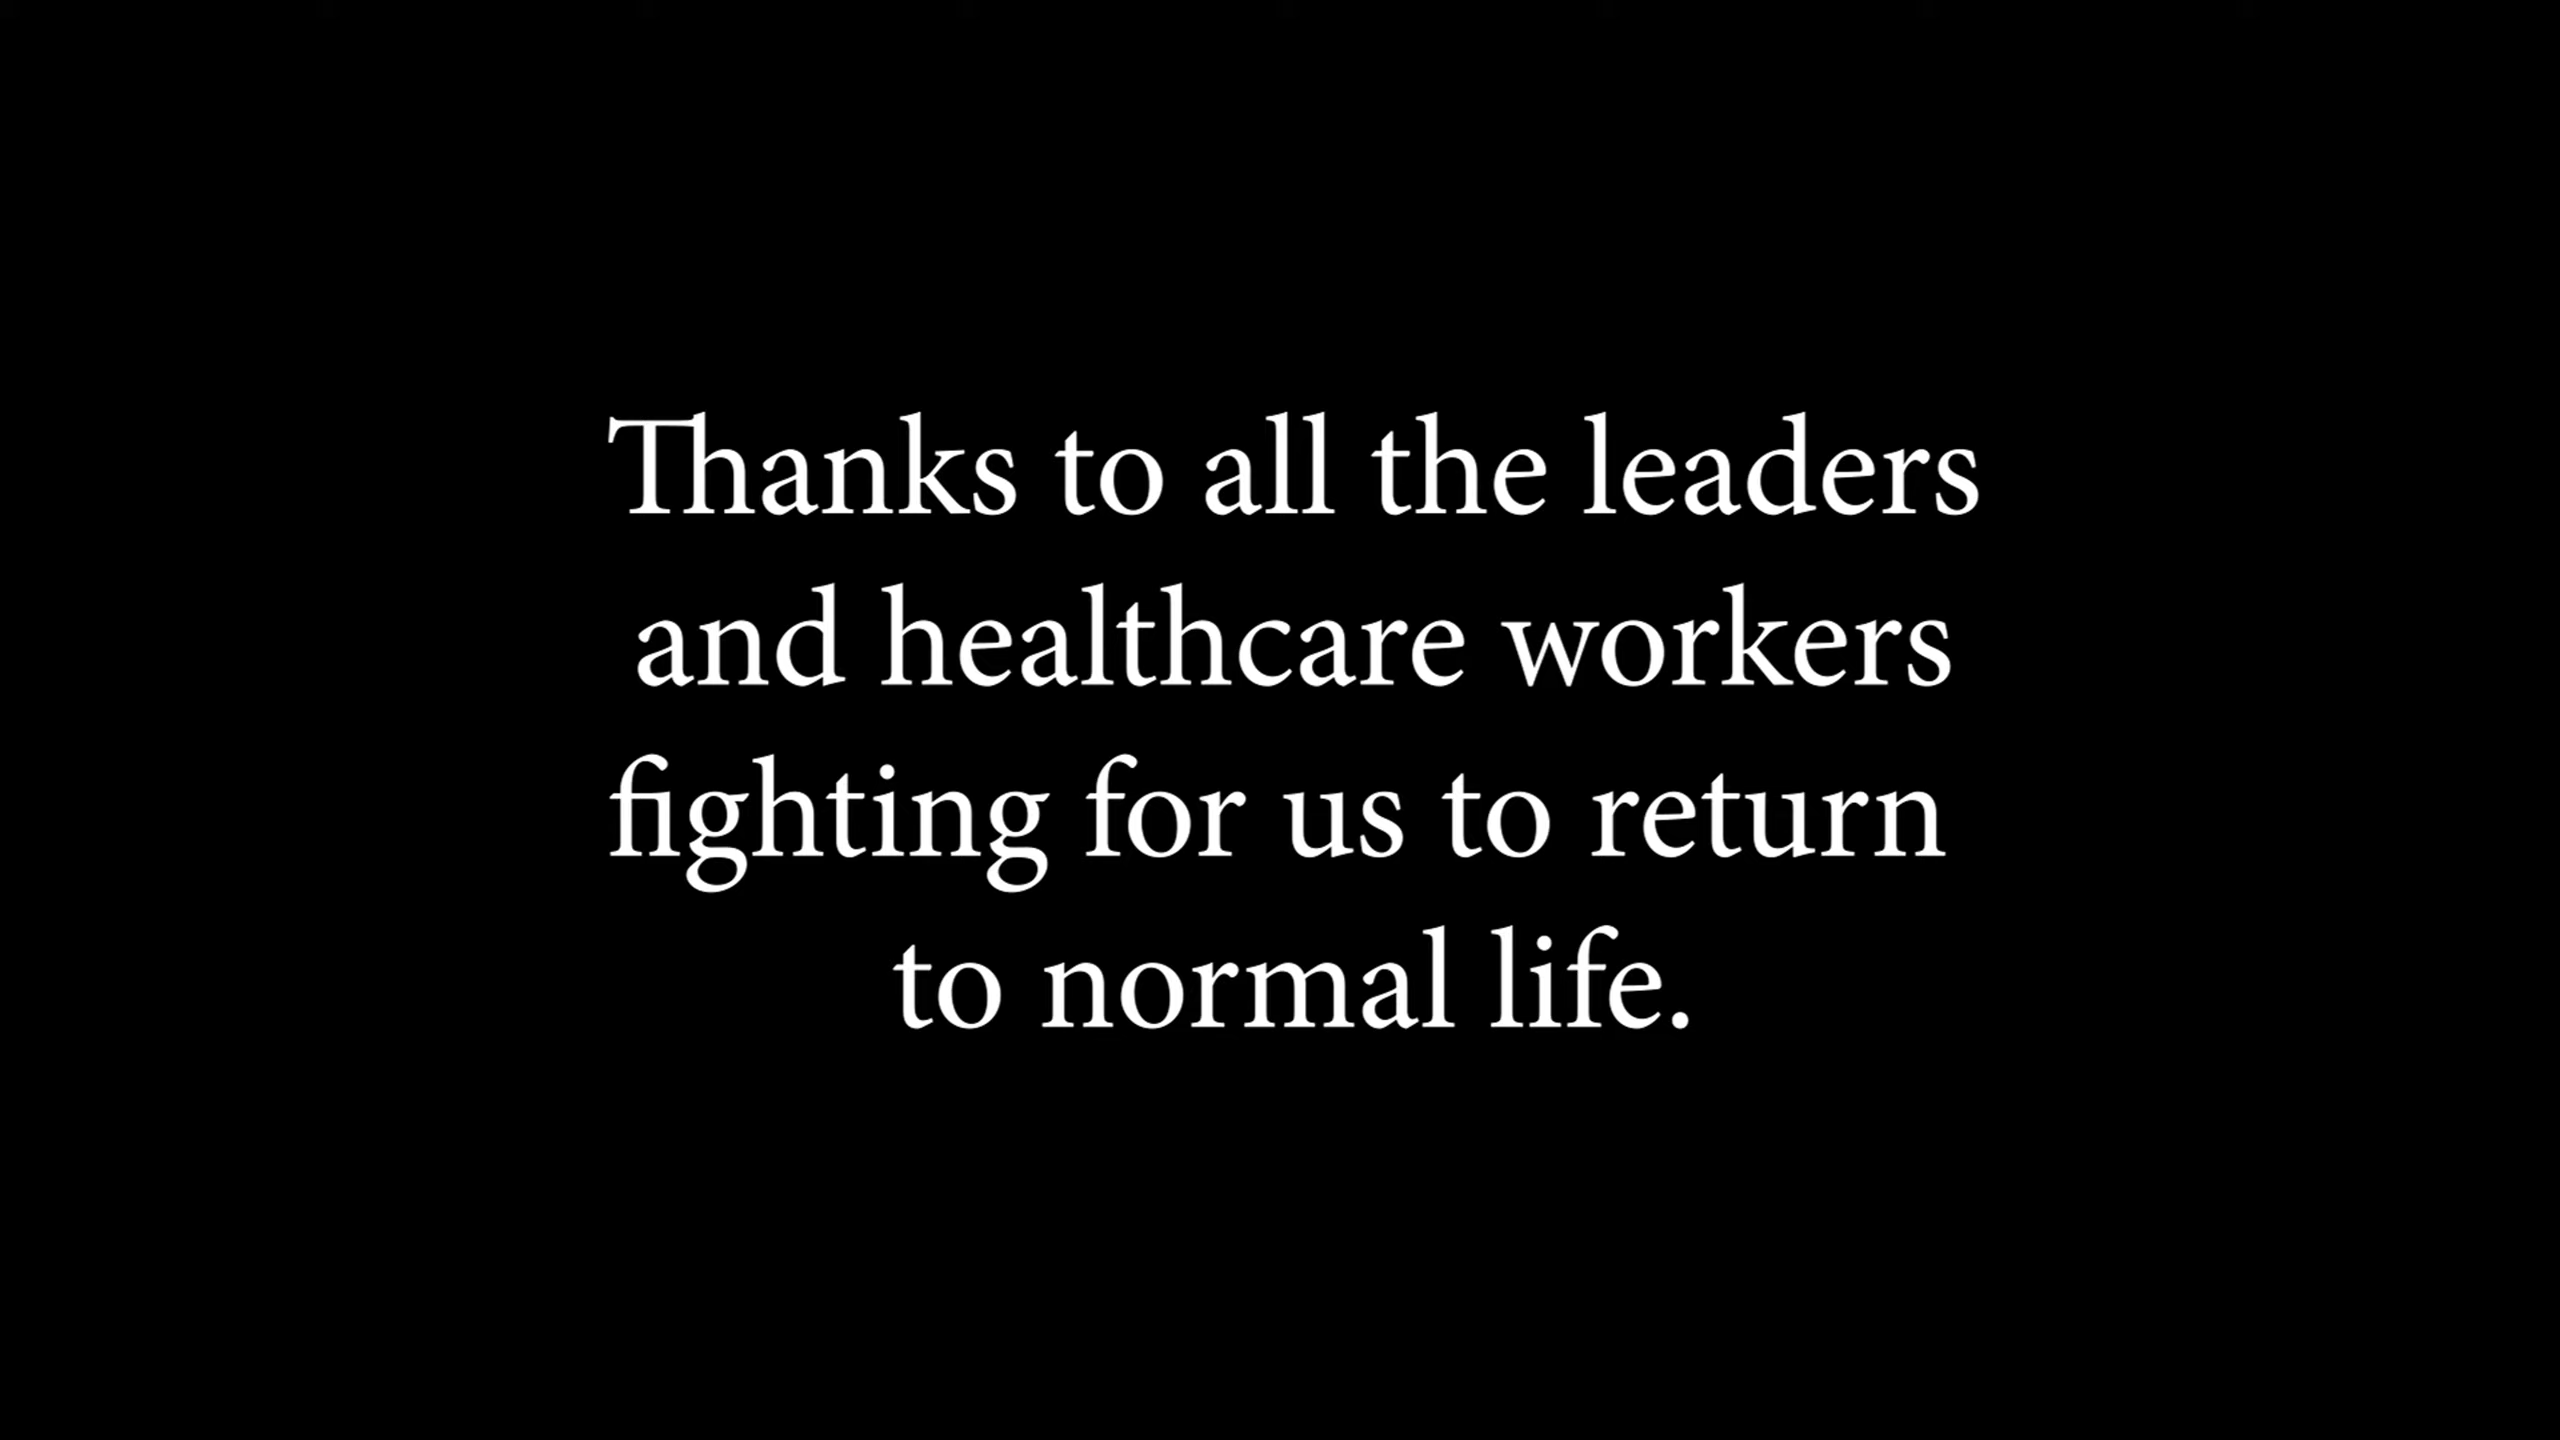 Thanks to all the leaders
and healthcare workers
fighting for us to return
to normal life.